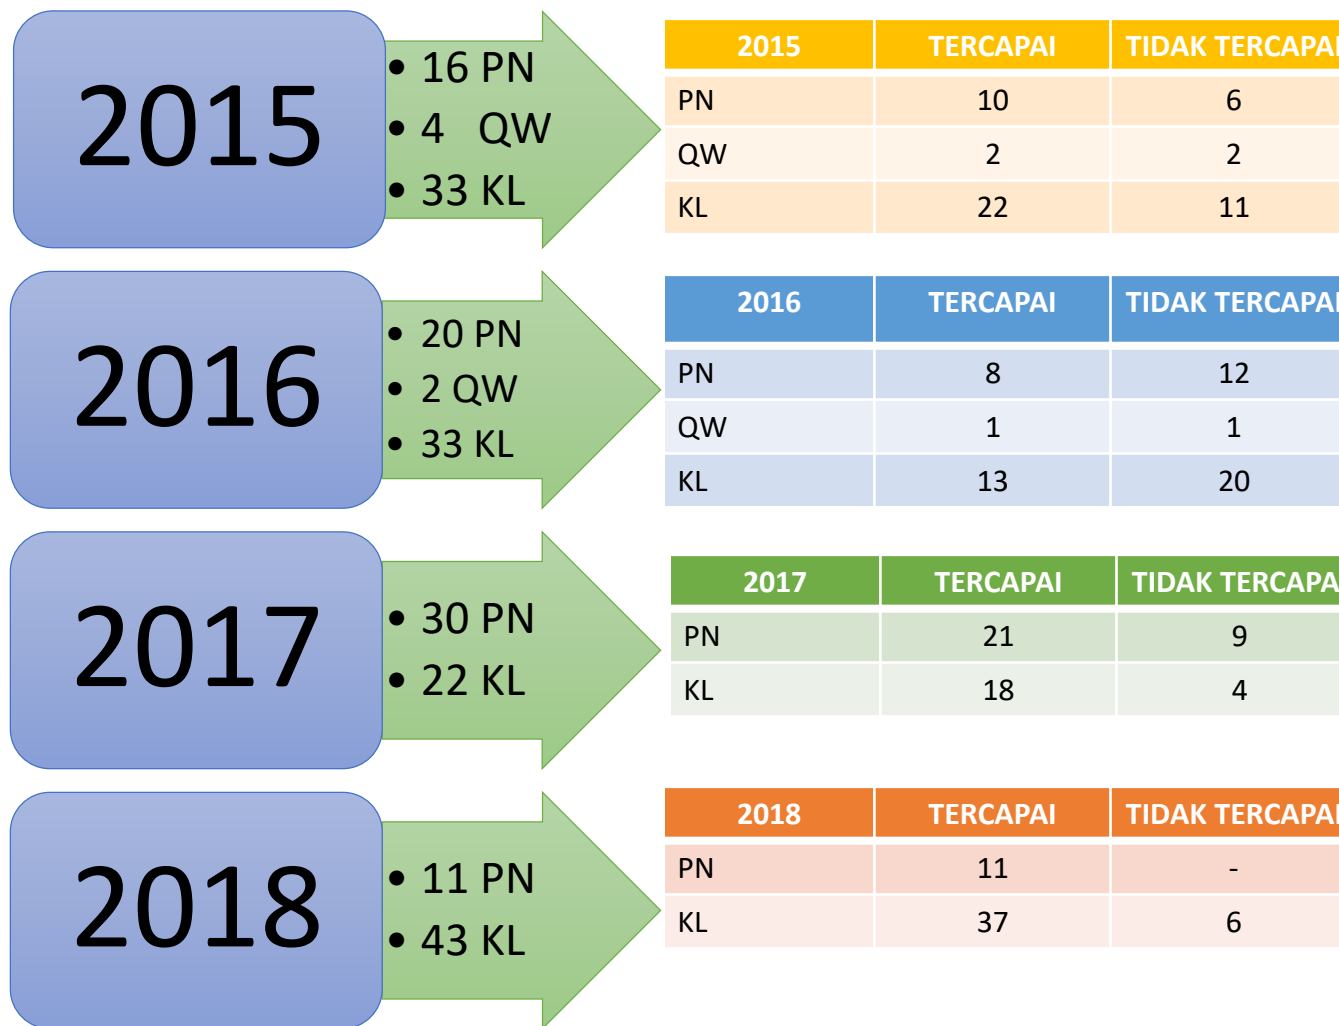 2015
• 16 PN
• 4 QW
• 33 KL
2015 TERCAPAI TIDAK TERCAPAI
PN 10 6
QW 2 2
KL 22 11
2016
• 20 PN
• 2 QW
• 33 KL
2016 TERCAPAI TIDAK TERCAPAI
PN 8 12
QW 1 1
KL 13 20
2017
• 30 PN
• 22 KL
2017 TERCAPAI TIDAK TERCAPA
PN 21 9
KL 18 4
2018
• 11 PN
• 43 KL
2018 TERCAPAI TIDAK TERCAPAI
PN 11 -
KL 37 6